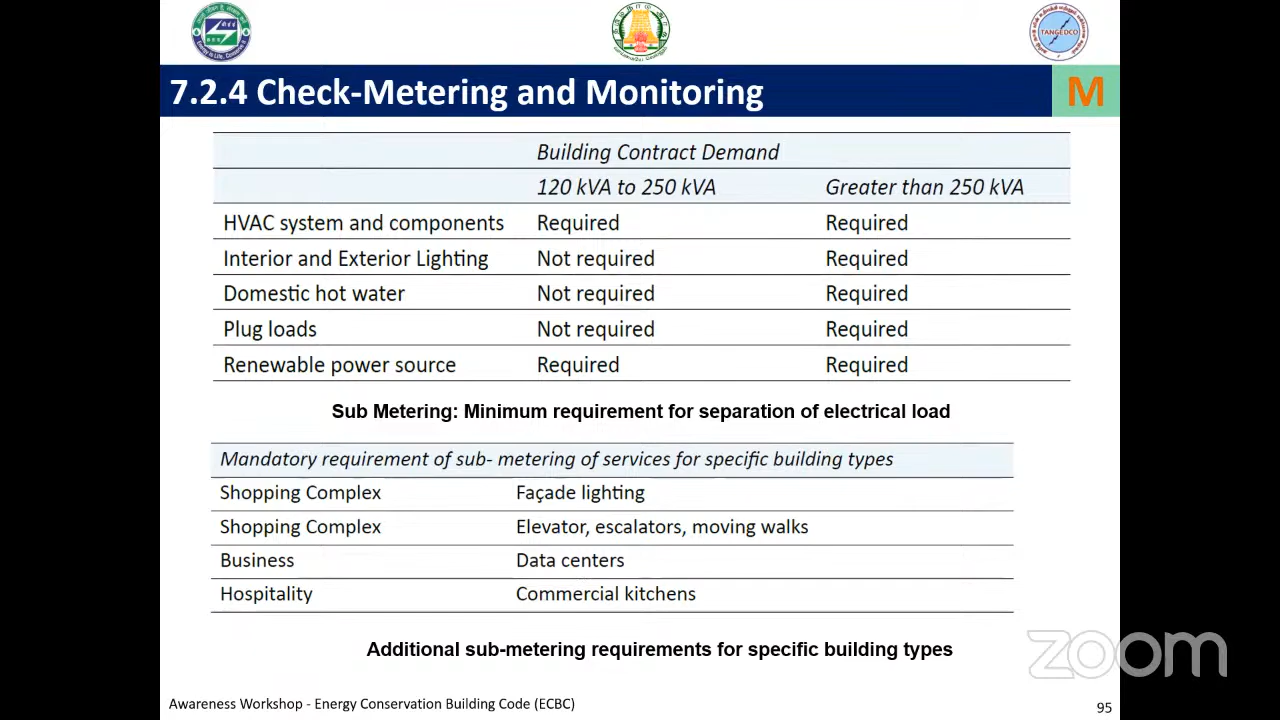 TANGEDCO
7.2.4 Check-Metering and Monitoring
M
Building Contract Demand
120 kVA to 250 kVA Greater than 250 kVA
HVAC system and components Required Required
Interior and Exterior Lighting Not required Required
Domestic hot water Not required Required
Plug loads Not required Required
Renewable power source Required Required
Sub Metering: Minimum requirement for separation of electrical load
Mandatory requirement of sub- metering of services for specific building types
Shopping Complex Façade lighting
Shopping Complex Elevator, escalators, moving walks
Business Data centers
Hospitality Commercial kitchens
Additional sub-metering requirements for specific building types
zoom
Awareness Workshop - Energy Conservation Building Code (ECBC)
95